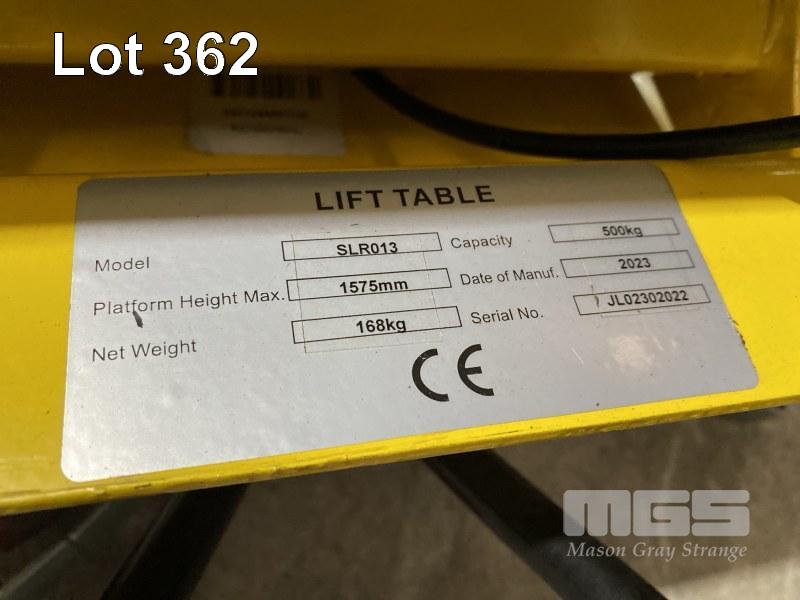 Lot 362
LIFT TABLE
Model SLR013 Capacity 500kg
Platform Height Max. 1575mm Date of Manuf. 2023
Net Weight 168kg Serial No. JL02302022
CE
MGS
Mason Gray Strange